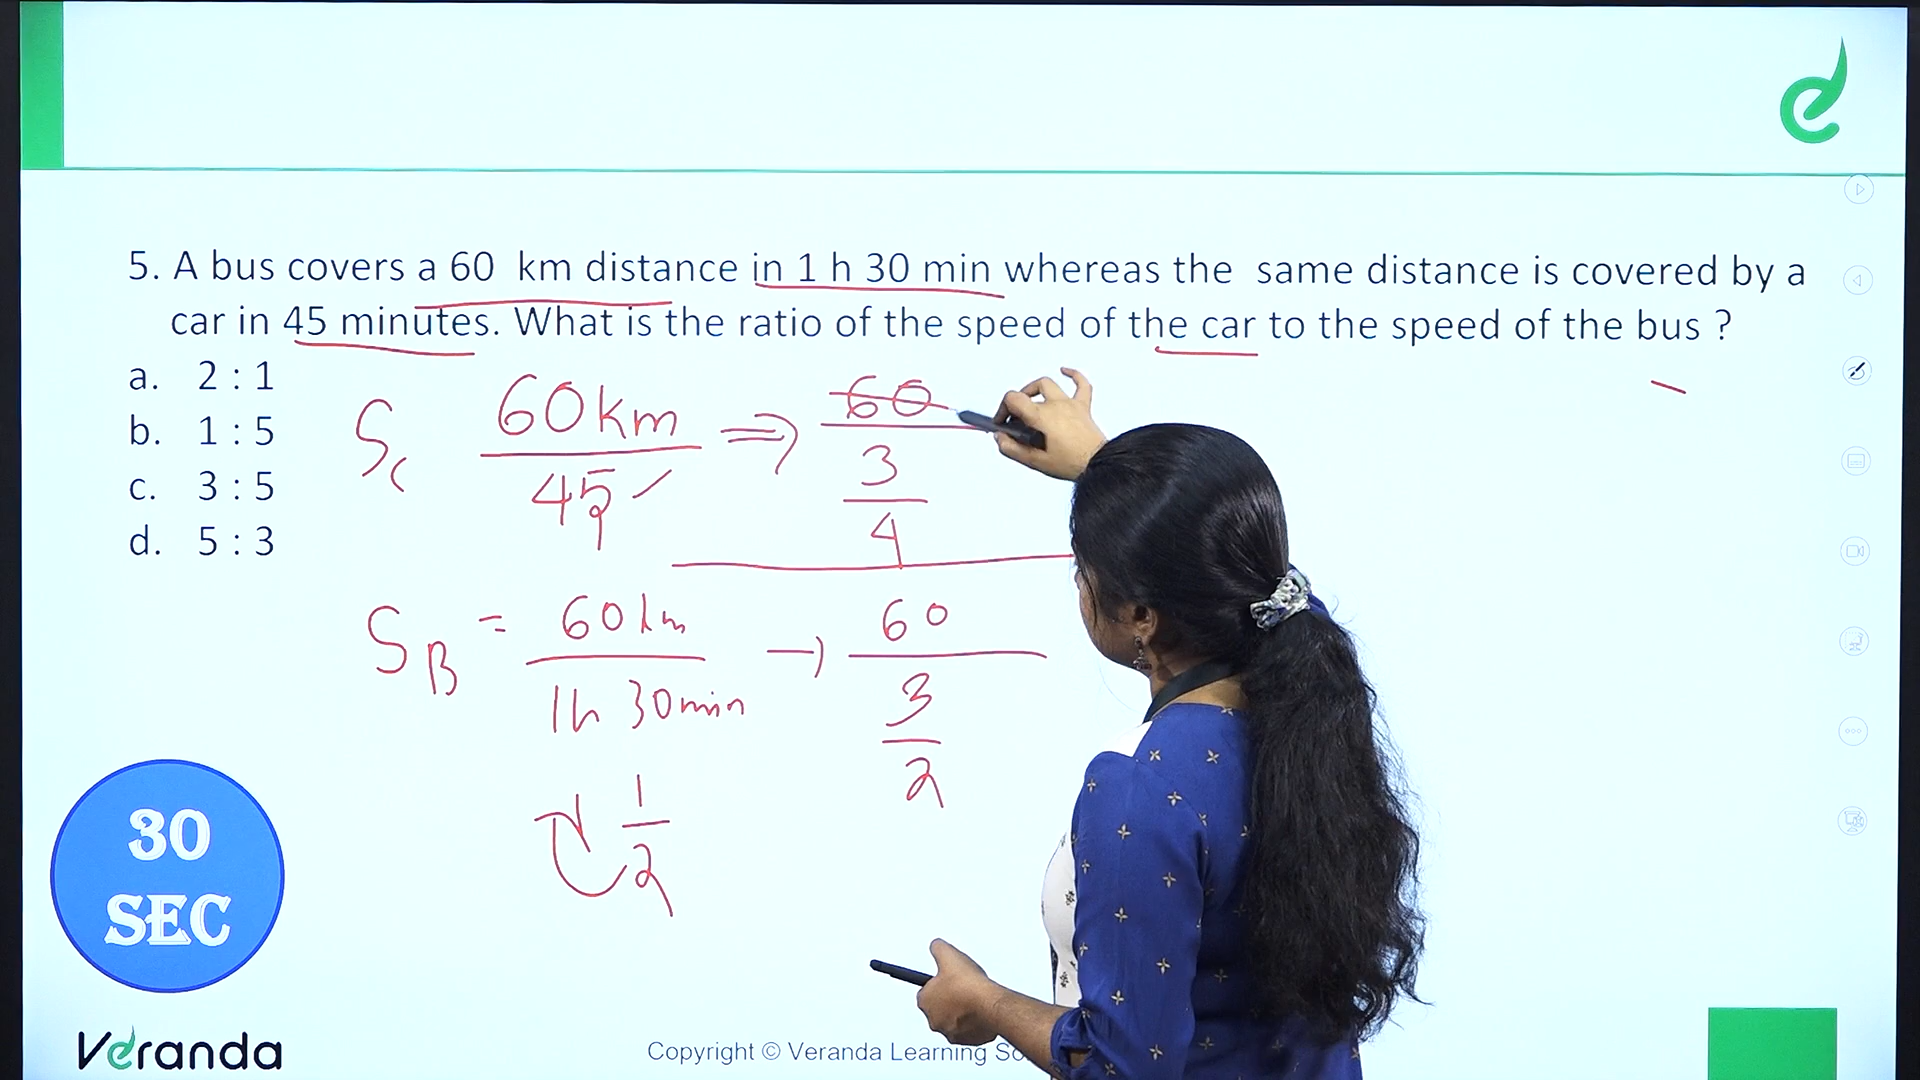 5. A bus covers a 60 km distance in 1 h 30 min whereas the same distance is covered by a
car in 45 minutes. What is the ratio of the speed of the car to the speed of the bus ?
a. 2 : 1
b. 1 : 5
c. 3 : 5
d. 5 : 3
Sc
60km
45
⇒
60
3
4
SB =
60km
1h 30min
→
60
3
2
1
2
30
SEC
Veranda
Copyright © Veranda Learning